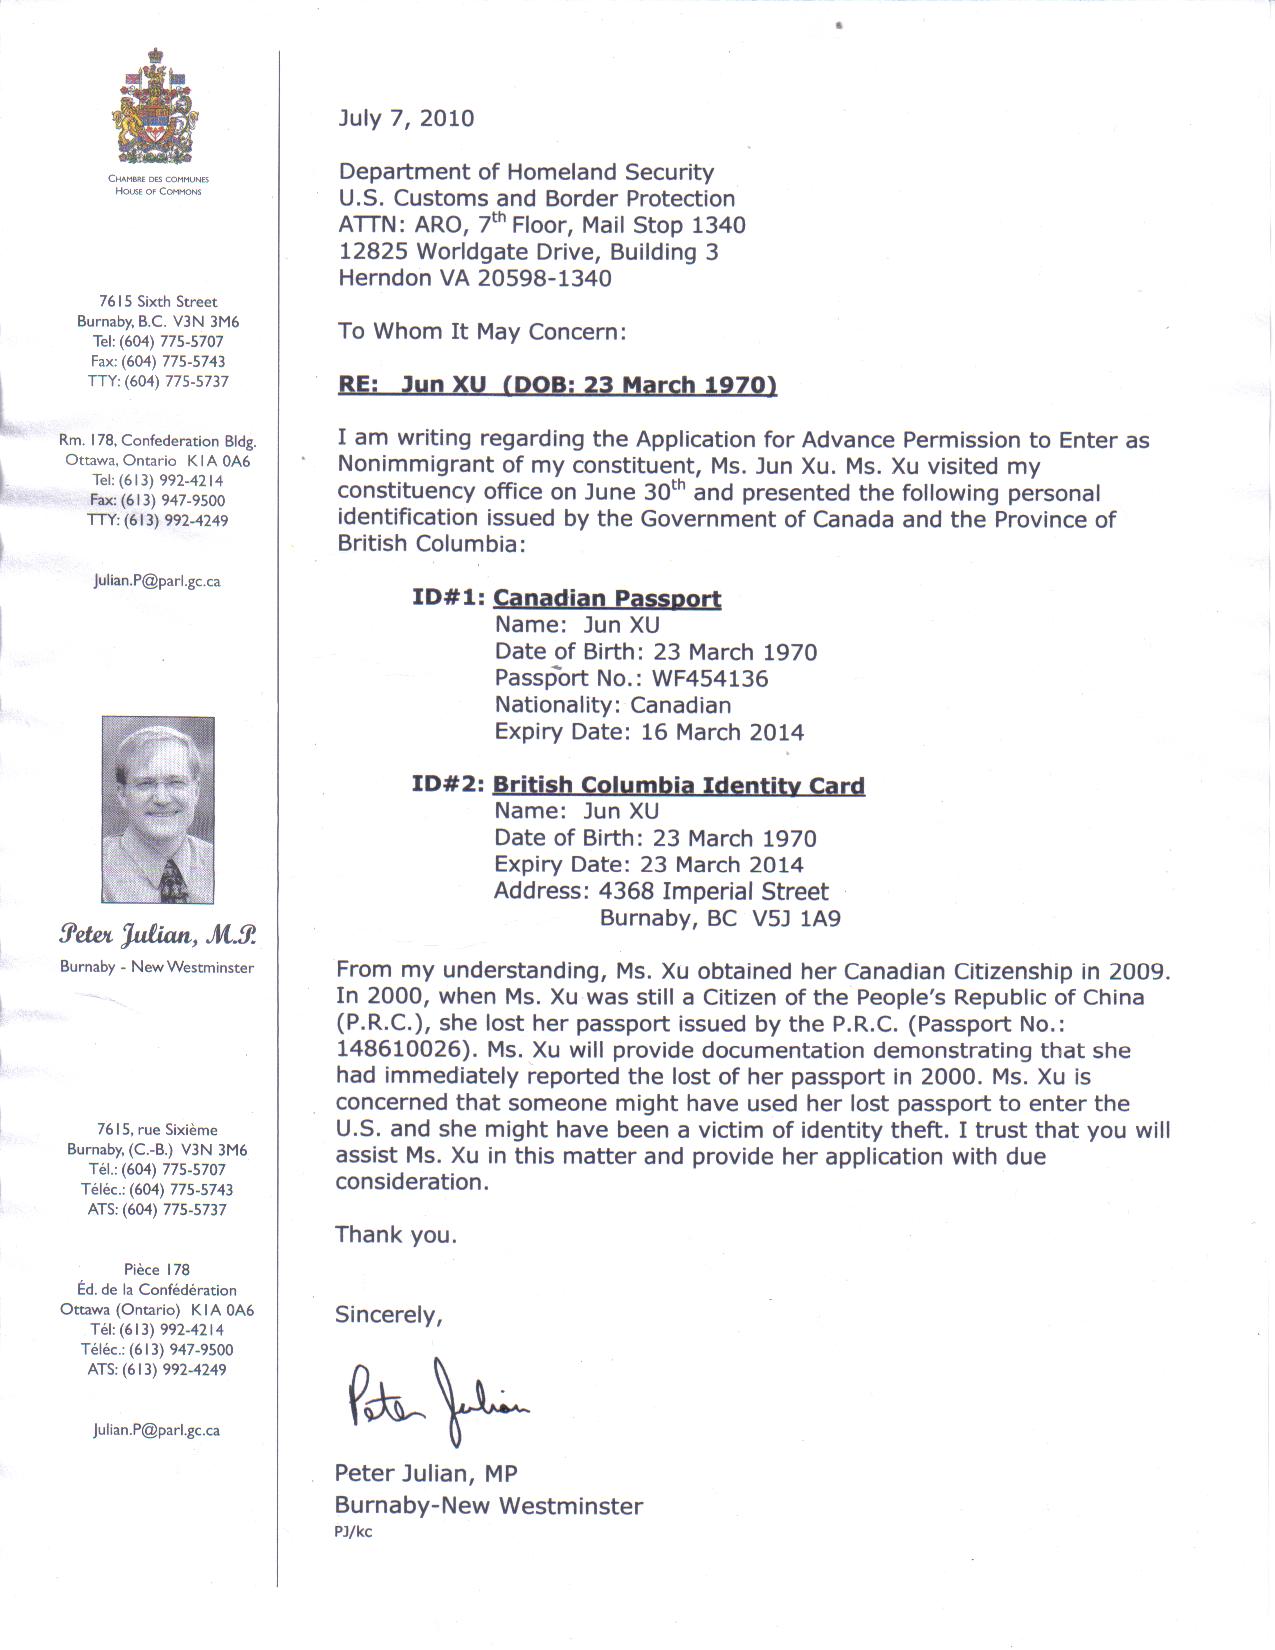 CHAMBRE DES COMMUNES
HOUSE OF COMMONS
7615 Sixth Street
Burnaby, B.C. V3N 3M6
Tel: (604) 775-5707
Fax: (604) 775-5743
TTY: (604) 775-5737
Rm. 178, Confederation Bldg.
Ottawa, Ontario K1A 0A6
Tel: (613) 992-4214
Fax: (613) 947-9500
TTY: (613) 992-4249
Julian.P@parl.gc.ca
Peter Julian, M.P.
Burnaby - New Westminster
7615, rue Sixième
Burnaby, (C.-B.) V3N 3M6
Tél.: (604) 775-5707
Téléc.: (604) 775-5743
ATS: (604) 775-5737
Pièce 178
Éd. de la Confédération
Ottawa (Ontario) K1A 0A6
Tél: (613) 992-4214
Téléc.: (613) 947-9500
ATS: (613) 992-4249
Julian.P@parl.gc.ca
July 7, 2010
Department of Homeland Security
U.S. Customs and Border Protection
ATTN: ARO, 7th Floor, Mail Stop 1340
12825 Worldgate Drive, Building 3
Herndon VA 20598-1340
To Whom It May Concern:
RE: Jun XU (DOB: 23 March 1970)
I am writing regarding the Application for Advance Permission to Enter as
Nonimmigrant of my constituent, Ms. Jun Xu. Ms. Xu visited my
constituency office on June 30th and presented the following personal
identification issued by the Government of Canada and the Province of
British Columbia:
ID#1: Canadian Passport
Name: Jun XU
Date of Birth: 23 March 1970
Passport No.: WF454136
Nationality: Canadian
Expiry Date: 16 March 2014
ID#2: British Columbia Identity Card
Name: Jun XU
Date of Birth: 23 March 1970
Expiry Date: 23 March 2014
Address: 4368 Imperial Street
Burnaby, BC V5J 1A9
From my understanding, Ms. Xu obtained her Canadian Citizenship in 2009.
In 2000, when Ms. Xu was still a Citizen of the People's Republic of China
(P.R.C.), she lost her passport issued by the P.R.C. (Passport No.:
148610026). Ms. Xu will provide documentation demonstrating that she
had immediately reported the lost of her passport in 2000. Ms. Xu is
concerned that someone might have used her lost passport to enter the
U.S. and she might have been a victim of identity theft. I trust that you will
assist Ms. Xu in this matter and provide her application with due
consideration.
Thank you.
Sincerely,
Peter Julian
Peter Julian, MP
Burnaby-New Westminster
PJ/kc